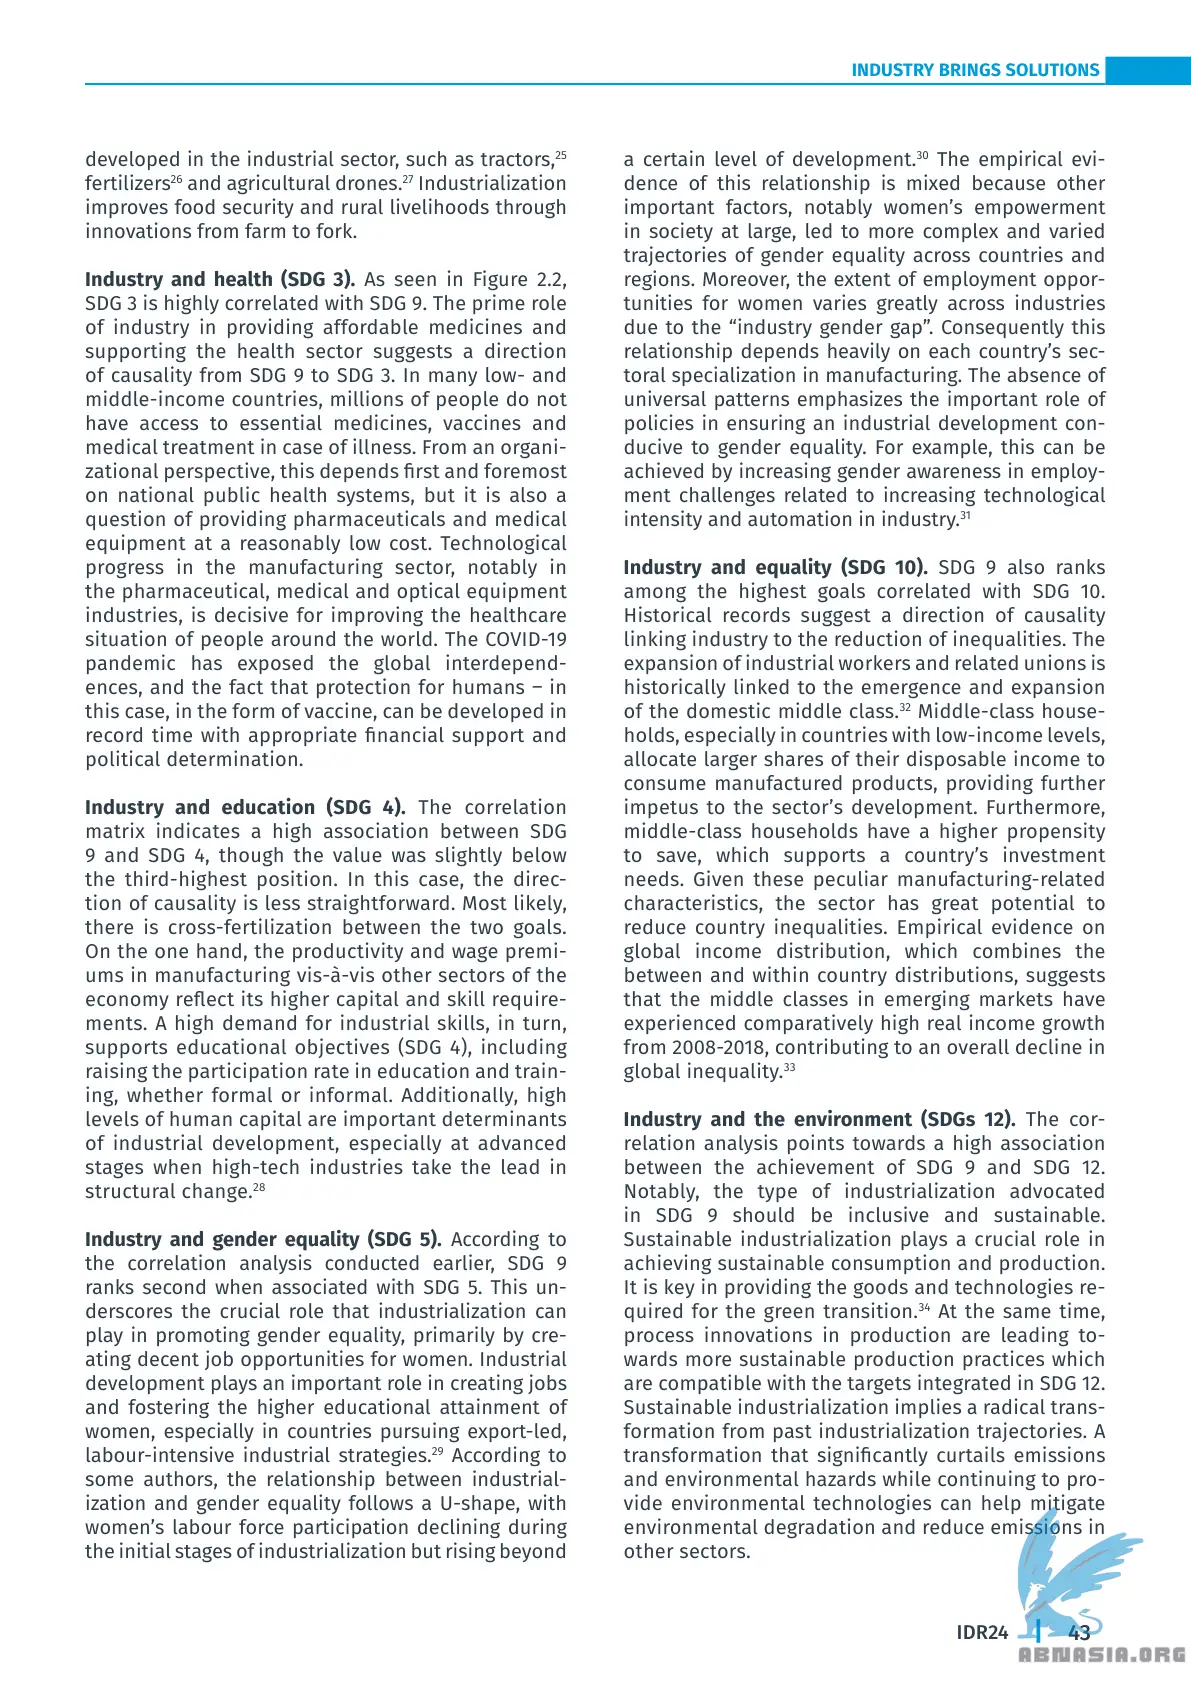 INDUSTRY BRINGS SOLUTIONS
developed in the industrial sector, such as tractors,25
fertilizers26 and agricultural drones.27 Industrialization
improves food security and rural livelihoods through
innovations from farm to fork.
Industry and health (SDG 3). As seen in Figure 2.2,
SDG 3 is highly correlated with SDG 9. The prime role
of industry in providing affordable medicines and
supporting the health sector suggests a direction
of causality from SDG 9 to SDG 3. In many low- and
middle-income countries, millions of people do not
have access to essential medicines, vaccines and
medical treatment in case of illness. From an organi-
zational perspective, this depends first and foremost
on national public health systems, but it is also a
question of providing pharmaceuticals and medical
equipment at a reasonably low cost. Technological
progress in the manufacturing sector, notably in
the pharmaceutical, medical and optical equipment
industries, is decisive for improving the healthcare
situation of people around the world. The COVID-19
pandemic has exposed the global interdepend-
ences, and the fact that protection for humans – in
this case, in the form of vaccine, can be developed in
record time with appropriate financial support and
political determination.
Industry and education (SDG 4). The correlation
matrix indicates a high association between SDG
9 and SDG 4, though the value was slightly below
the third-highest position. In this case, the direc-
tion of causality is less straightforward. Most likely,
there is cross-fertilization between the two goals.
On the one hand, the productivity and wage premi-
ums in manufacturing vis-à-vis other sectors of the
economy reflect its higher capital and skill require-
ments. A high demand for industrial skills, in turn,
supports educational objectives (SDG 4), including
raising the participation rate in education and train-
ing, whether formal or informal. Additionally, high
levels of human capital are important determinants
of industrial development, especially at advanced
stages when high-tech industries take the lead in
structural change.28
Industry and gender equality (SDG 5). According to
the correlation analysis conducted earlier, SDG 9
ranks second when associated with SDG 5. This un-
derscores the crucial role that industrialization can
play in promoting gender equality, primarily by cre-
ating decent job opportunities for women. Industrial
development plays an important role in creating jobs
and fostering the higher educational attainment of
women, especially in countries pursuing export-led,
labour-intensive industrial strategies.29 According to
some authors, the relationship between industrial-
ization and gender equality follows a U-shape, with
women’s labour force participation declining during
the initial stages of industrialization but rising beyond
a certain level of development.30 The empirical evi-
dence of this relationship is mixed because other
important factors, notably women’s empowerment
in society at large, led to more complex and varied
trajectories of gender equality across countries and
regions. Moreover, the extent of employment oppor-
tunities for women varies greatly across industries
due to the “industry gender gap”. Consequently this
relationship depends heavily on each country’s sec-
toral specialization in manufacturing. The absence of
universal patterns emphasizes the important role of
policies in ensuring an industrial development con-
ducive to gender equality. For example, this can be
achieved by increasing gender awareness in employ-
ment challenges related to increasing technological
intensity and automation in industry.31
Industry and equality (SDG 10). SDG 9 also ranks
among the highest goals correlated with SDG 10.
Historical records suggest a direction of causality
linking industry to the reduction of inequalities. The
expansion of industrial workers and related unions is
historically linked to the emergence and expansion
of the domestic middle class.32 Middle-class house-
holds, especially in countries with low-income levels,
allocate larger shares of their disposable income to
consume manufactured products, providing further
impetus to the sector’s development. Furthermore,
middle-class households have a higher propensity
to save, which supports a country’s investment
needs. Given these peculiar manufacturing-related
characteristics, the sector has great potential to
reduce country inequalities. Empirical evidence on
global income distribution, which combines the
between and within country distributions, suggests
that the middle classes in emerging markets have
experienced comparatively high real income growth
from 2008-2018, contributing to an overall decline in
global inequality.33
Industry and the environment (SDGs 12). The cor-
relation analysis points towards a high association
between the achievement of SDG 9 and SDG 12.
Notably, the type of industrialization advocated
in SDG 9 should be inclusive and sustainable.
Sustainable industrialization plays a crucial role in
achieving sustainable consumption and production.
It is key in providing the goods and technologies re-
quired for the green transition.34 At the same time,
process innovations in production are leading to-
wards more sustainable production practices which
are compatible with the targets integrated in SDG 12.
Sustainable industrialization implies a radical trans-
formation from past industrialization trajectories. A
transformation that significantly curtails emissions
and environmental hazards while continuing to pro-
vide environmental technologies can help mitigate
environmental degradation and reduce emissions in
other sectors.
IDR24 43
ABNASIA.ORG